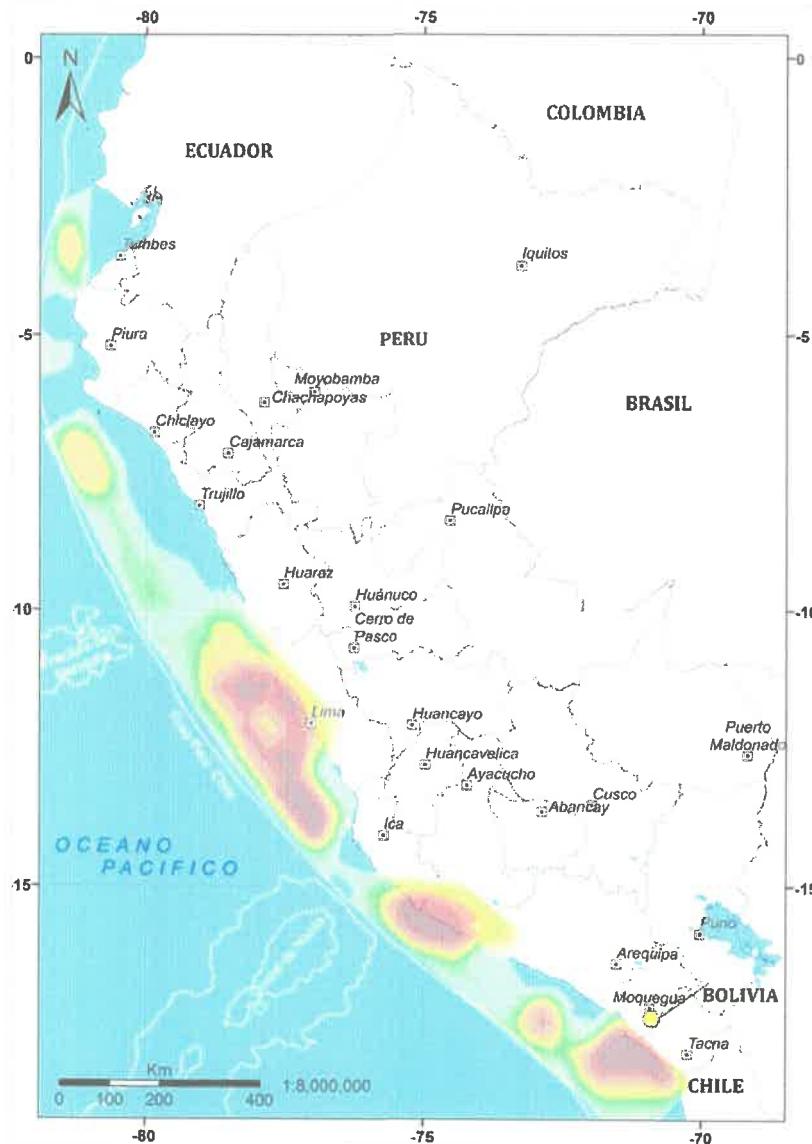 -80
-75
-70
0
-0
N
COLOMBIA
ECUADOR
Tumbes
Iquitos
-5
-5
Piura
PERU
Moyobamba
Chachapoyas
BRASIL
Chiclayo
Cajamarca
Trujillo
Pucallpa
Huaraz
Huánuco
-10
-10
Cerro de
Pasco
Lima
Huancayo
Puerto
Maldonado
Huancavelica
Ayacucho
Cusco
Abancay
Ica
OCEANO
PACIFICO
-15
-15
Puno
Arequipa
Moquegua
BOLIVIA
Tacna
Km
0 100 200 400
1:8,000,000
CHILE
-80
-75
-70